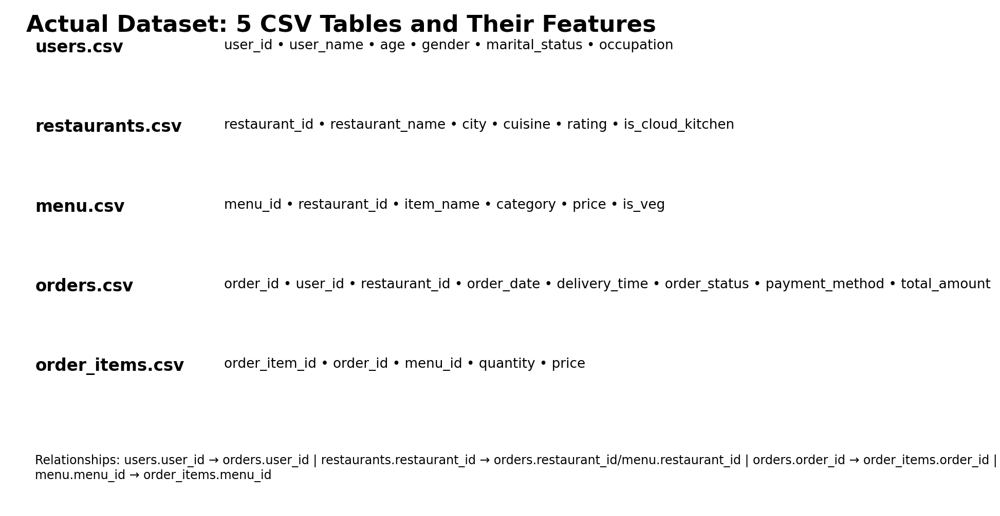 Actual Dataset: 5 CSV Tables and Their Features
users.csv user_id • user_name • age • gender • marital_status • occupation
restaurants.csv restaurant_id • restaurant_name • city • cuisine • rating • is_cloud_kitchen
menu.csv menu_id • restaurant_id • item_name • category • price • is_veg
orders.csv order_id • user_id • restaurant_id • order_date • delivery_time • order_status • payment_method • total_amount
order_items.csv order_item_id • order_id • menu_id • quantity • price
Relationships: users.user_id → orders.user_id | restaurants.restaurant_id → orders.restaurant_id/menu.restaurant_id | orders.order_id → order_items.order_id |
menu.menu_id → order_items.menu_id